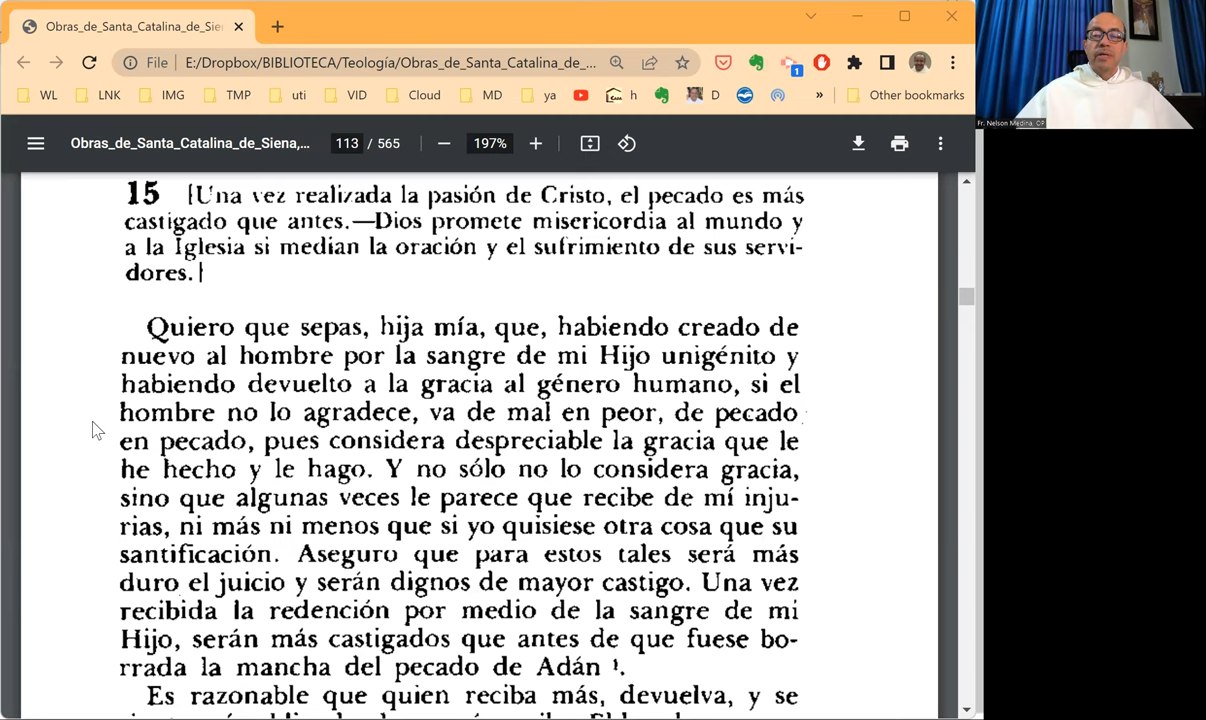 Obras_de_Santa_Catalina_de_Sie
File
E:/Dropbox/BIBLIOTECA/Teología/Obras_de_Santa_Catalina_de_...
WL
LNK
IMG
TMP
uti
VID
Cloud
MD
ya
h
D
»
Other bookmarks
1
Fr. Nelson Medina, OP
Obras_de_Santa_Catalina_de_Siena,...
113 / 565
197%
15 [Una vez realizada la pasión de Cristo, el pecado es más
castigado que antes.—Dios promete misericordia al mundo y
a la Iglesia si median la oración y el sufrimiento de sus servi-
dores.]
Quiero que sepas, hija mía, que, habiendo creado de
nuevo al hombre por la sangre de mi Hijo unigénito y
habiendo devuelto a la gracia al género humano, si el
hombre no lo agradece, va de mal en peor, de pecado
en pecado, pues considera despreciable la gracia que le
he hecho y le hago. Y no sólo no lo considera gracia,
sino que algunas veces le parece que recibe de mí inju-
rias, ni más ni menos que si yo quisiese otra cosa que su
santificación. Aseguro que para estos tales será más
duro el juicio y serán dignos de mayor castigo. Una vez
recibida la redención por medio de la sangre de mi
Hijo, serán más castigados que antes de que fuese bo-
rrada la mancha del pecado de Adán ¹.
Es razonable que quien reciba más, devuelva, y se